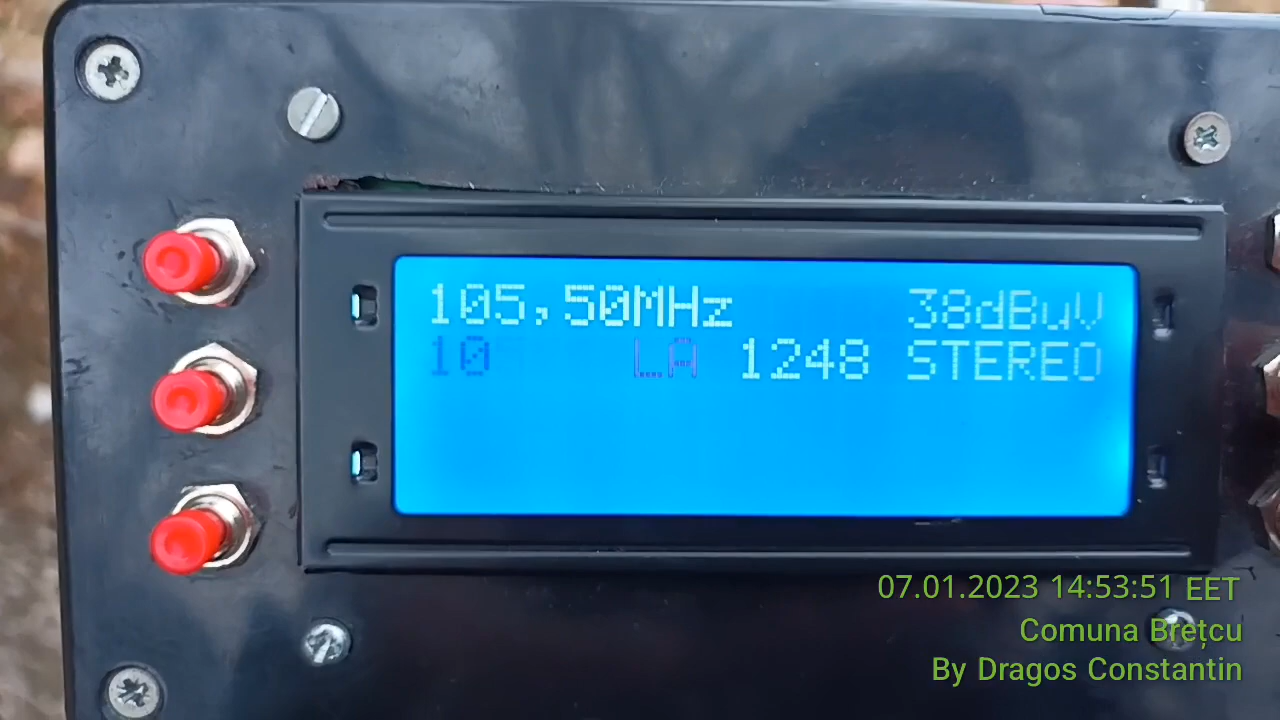 105,50MHz 38dBuV
10 LA 1248 STEREO
07.01.2023 14:53:51 EET
Comuna Brețcu
By Dragos Constantin